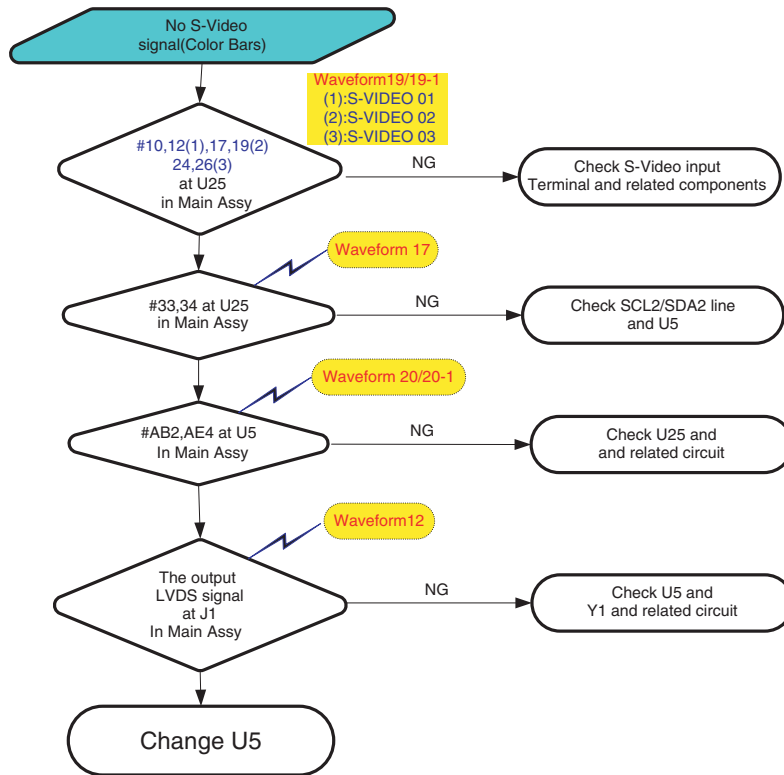 No S-Video
signal(Color Bars)
Waveform19/19-1
(1):S-VIDEO 01
(2):S-VIDEO 02
(3):S-VIDEO 03
#10,12(1),17,19(2)
24,26(3)
at U25
in Main Assy
NG
Check S-Video input
Terminal and related components
Waveform 17
#33,34 at U25
in Main Assy
NG
Check SCL2/SDA2 line
and U5
Waveform 20/20-1
#AB2,AE4 at U5
In Main Assy
NG
Check U25 and
and related circuit
Waveform12
The output
LVDS signal
at J1
In Main Assy
NG
Check U5 and
Y1 and related circuit
Change U5